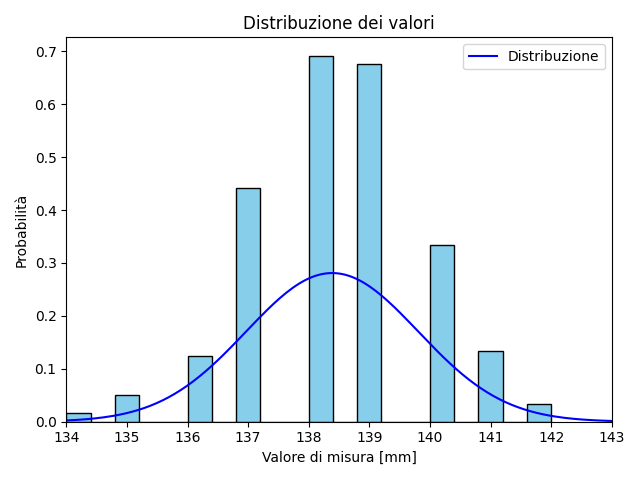 Distribuzione dei valori
Distribuzione
Probabilità
0.7
0.6
0.5
0.4
0.3
0.2
0.1
0.0
134 135 136 137 138 139 140 141 142 143
Valore di misura [mm]